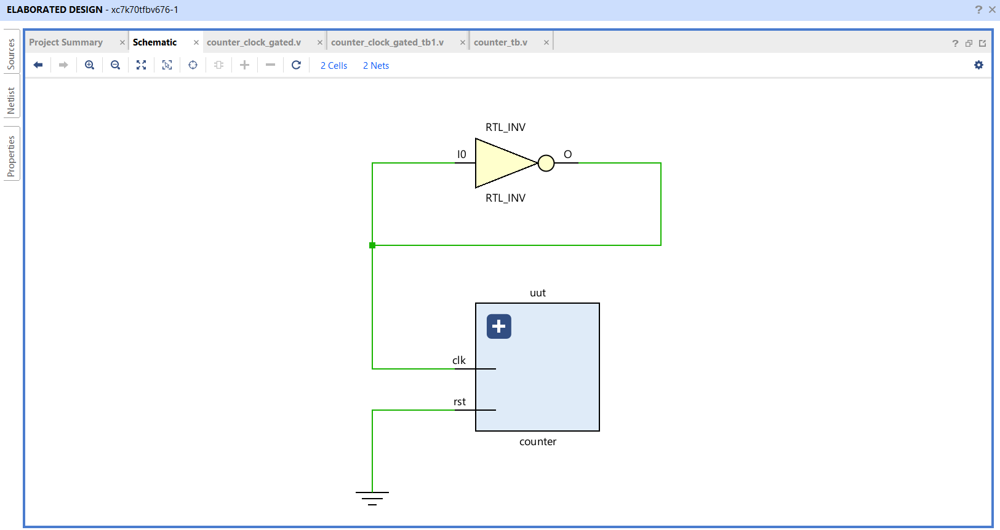 ELABORATED DESIGN - xc7k70tfbv676-1
Sources
Netlist
Properties
Project Summary
Schematic
counter_clock_gated.v
counter_clock_gated_tb1.v
counter_tb.v
2 Cells
2 Nets
RTL_INV
I0
O
RTL_INV
uut
clk
rst
counter